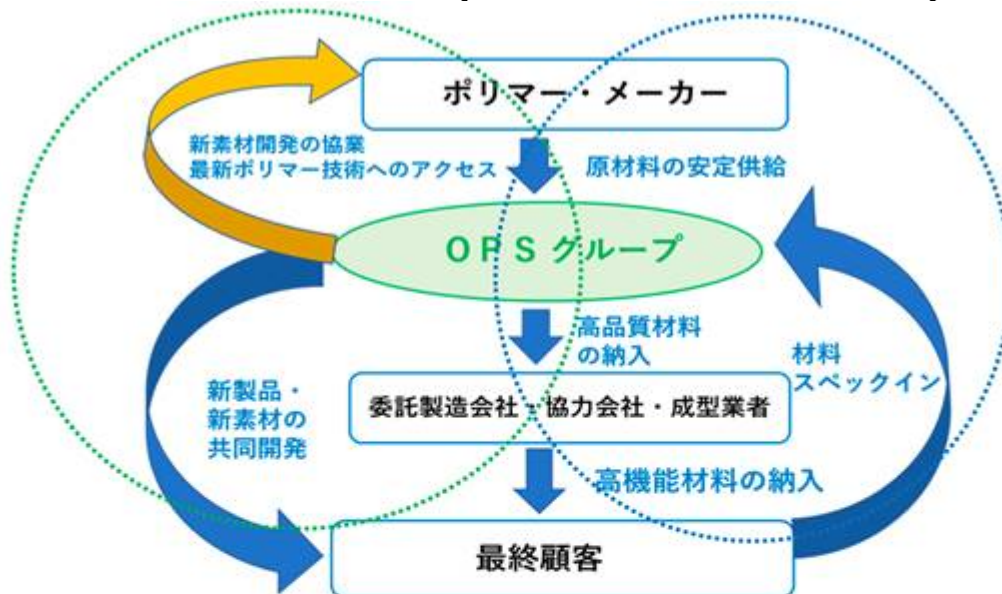 ポリマー・メーカー
新素材開発の協業
最新ポリマー技術へのアクセス
原材料の安定供給
OPSグループ
高品質材料
の納入
材料
スペックイン
新製品・
新素材の
共同開発
委託製造会社・協力会社・成型業者
高機能材料の納入
最終顧客